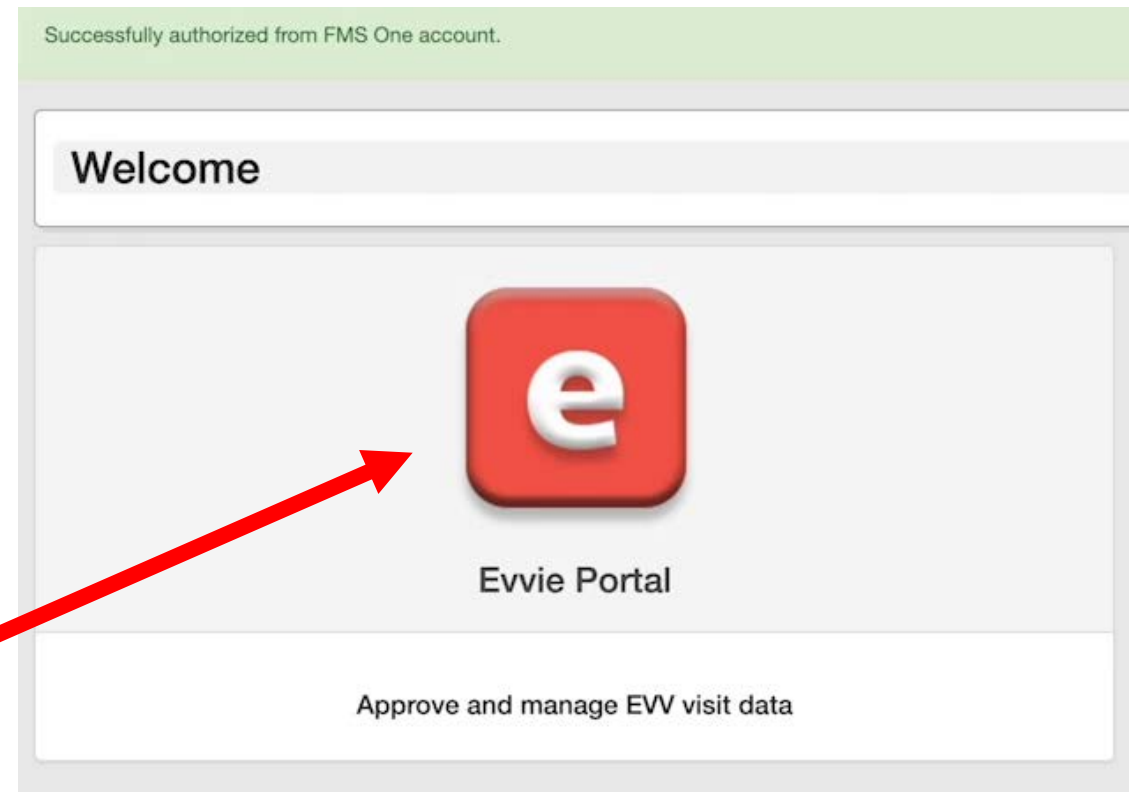 Successfully authorized from FMS One account.
Welcome
e
Evvie Portal
Approve and manage EVV visit data